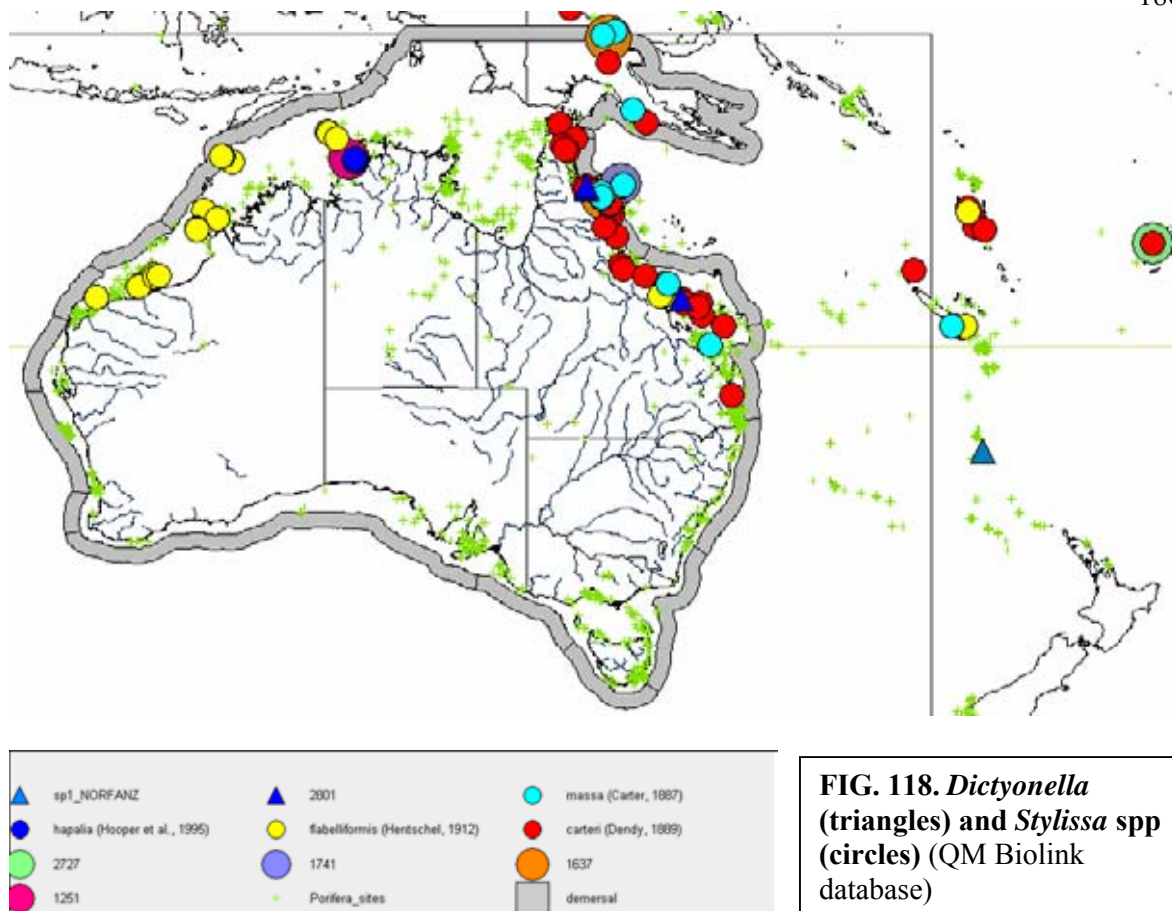 sp1_NORFANZ 2801 massa (Carter, 1887)
hapalia (Hooper et al., 1995) flabelliformis (Hentschel, 1912) carteri (Dendy, 1889)
2727 1741 1637
1251 Porifera_sites demersal
FIG. 118. Dictyonella
(triangles) and Stylissa spp
(circles) (QM Biolink
database)